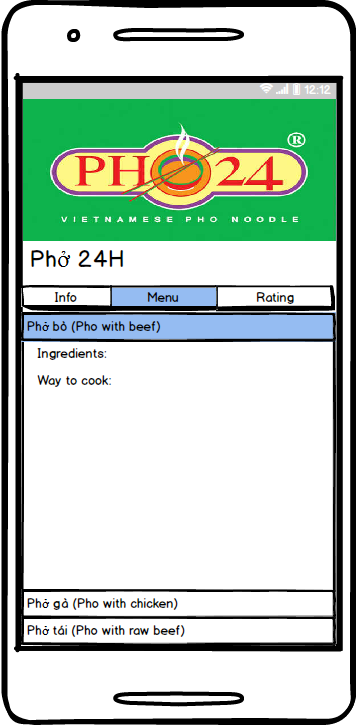 12:12
PHO 24 ®
VIETNAMESE PHO NOODLE
Phở 24H
Info Menu Rating
Phở bò (Pho with beef)
Ingredients:
Way to cook:
Phở gà (Pho with chicken)
Phở tái (Pho with raw beef)